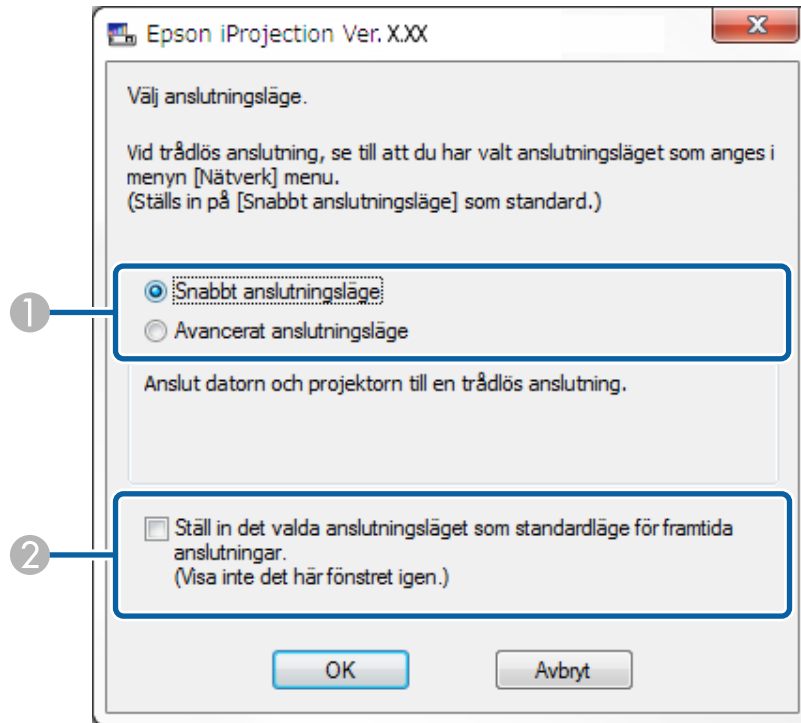 Epson iProjection Ver. X.XX
Välj anslutningsläge.
Vid trådlös anslutning, se till att du har valt anslutningsläget som anges i
menyn [Nätverk] menu.
(Ställs in på [Snabbt anslutningsläge] som standard.)
1
Snabbt anslutningsläge
Avancerat anslutningsläge
Anslut datorn och projektorn till en trådlös anslutning.
2
Ställ in det valda anslutningsläget som standardläge för framtida
anslutningar.
(Visa inte det här fönstret igen.)
OK
Avbryt